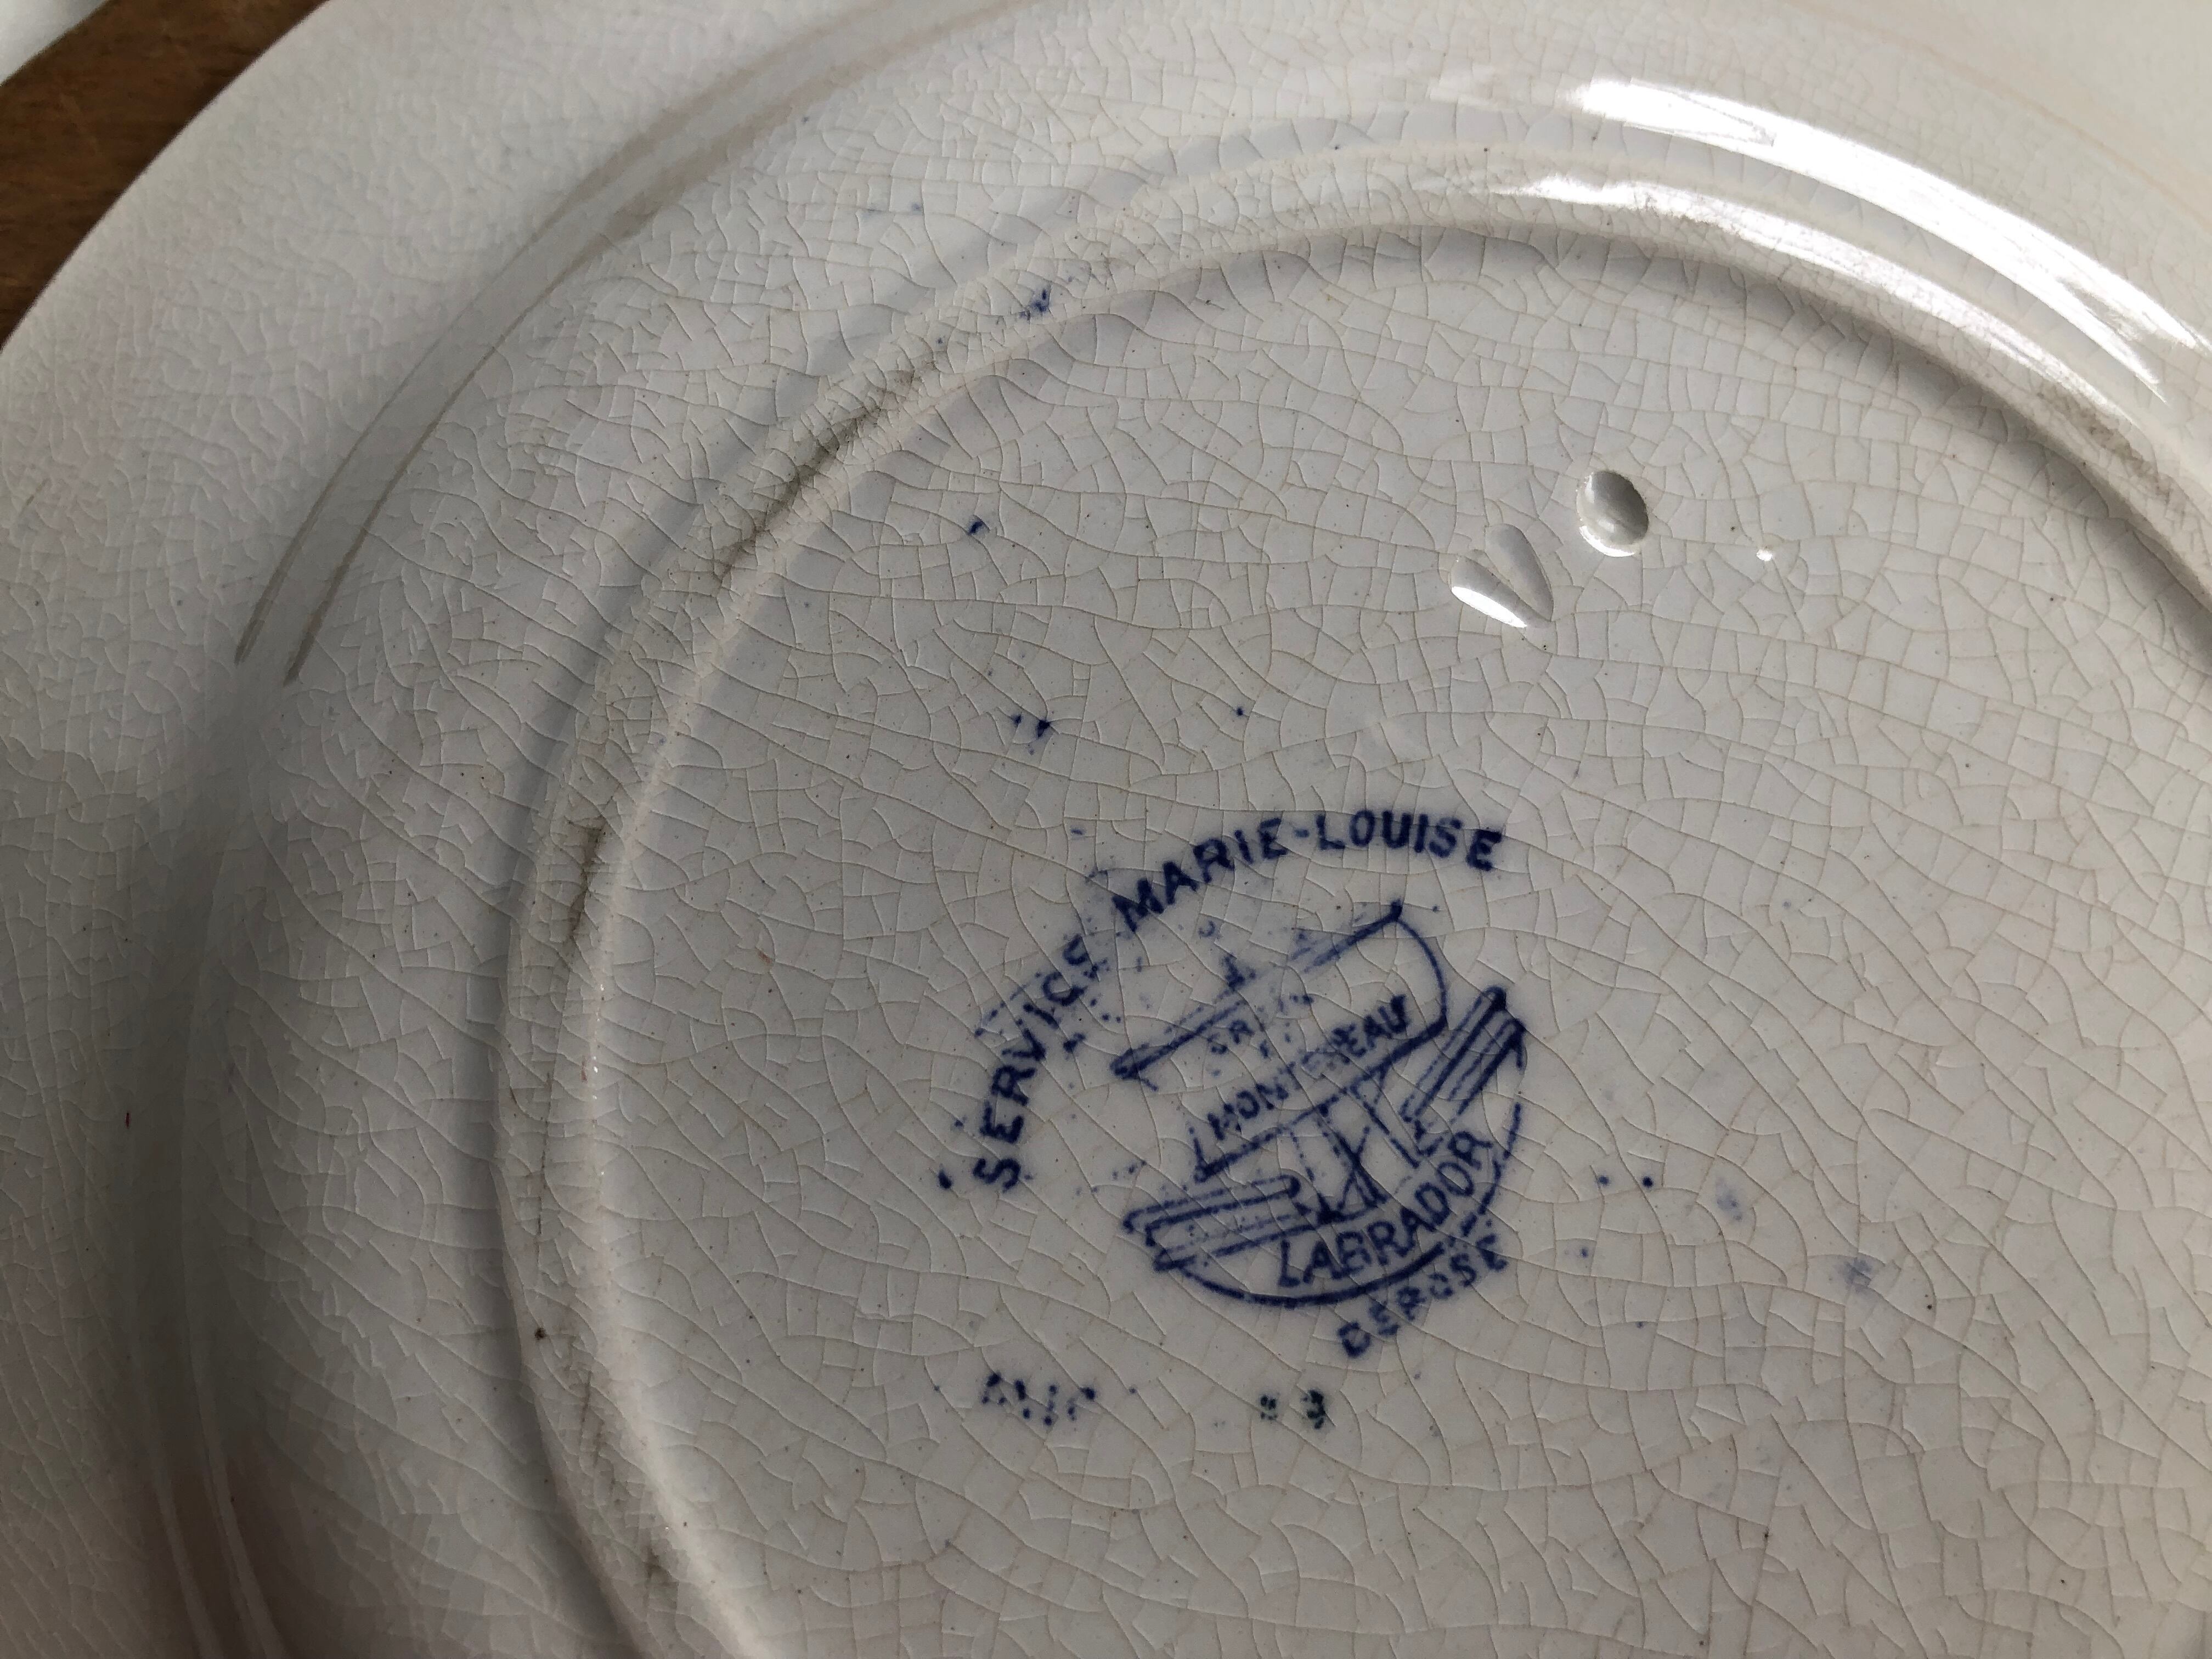 SERVICE MARIE-LOUISE
MONTEREAU
LABRADOR
DÉPOSÉ